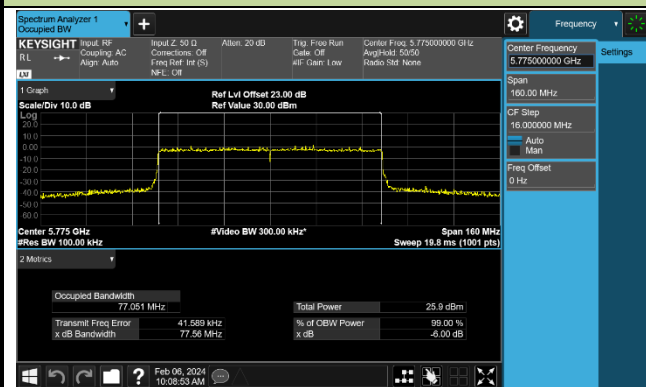 Spectrum Analyzer 1
Occupied BW
+
Frequency
KEYSIGHT
RL
LXI
Input: RF
Coupling: AC
Align: Auto
Input Z: 50 Ω
Corrections: Off
Freq Ref: Int (S)
NFE: Off
Atten: 20 dB
Trig: Free Run
Gate: Off
#IF Gain: Low
Center Freq: 5.775000000 GHz
Avg|Hold: 50/50
Radio Std: None
Center Frequency
5.775000000 GHz
Settings
Span
160.00 MHz
CF Step
16.000000 MHz
Auto
Man
Freq Offset
0 Hz
1 Graph
Scale/Div 10.0 dB
Ref Lvl Offset 23.00 dB
Ref Value 30.00 dBm
Log
20.0
10.0
0.00
-10.0
-20.0
-30.0
-40.0
-50.0
-60.0
Center 5.775 GHz
#Res BW 100.00 kHz
#Video BW 300.00 kHz*
Span 160 MHz
Sweep 19.8 ms (1001 pts)
2 Metrics
Occupied Bandwidth
77.051 MHz
Total Power 25.9 dBm
Transmit Freq Error 41.589 kHz
% of OBW Power 99.00 %
x dB Bandwidth 77.56 MHz
x dB -6.00 dB
?
Feb 06, 2024
10:08:53 AM